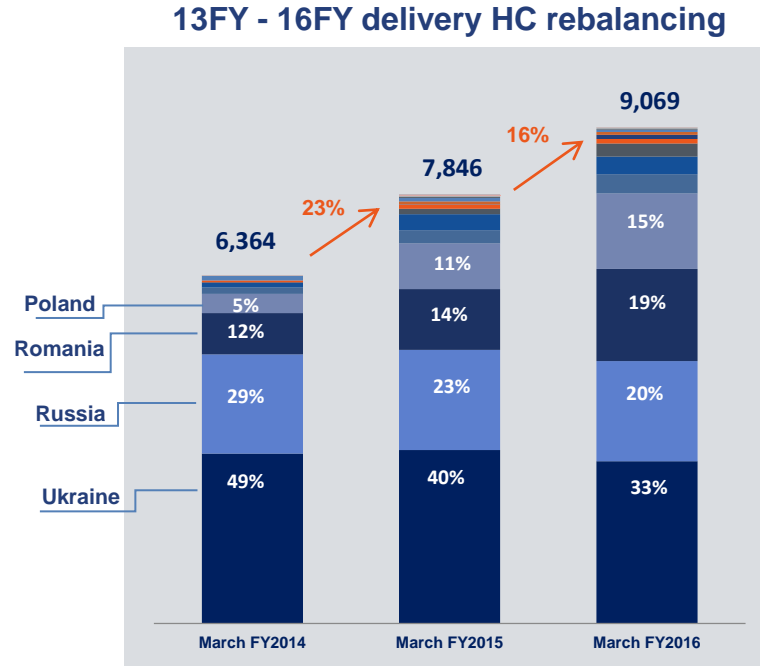 13FY - 16FY delivery HC rebalancing
9,069
16%
7,846
23%
6,364
15%
11%
Poland
5%
19%
14%
12%
Romania
29%
23%
20%
Russia
49%
40%
33%
Ukraine
March FY2014
March FY2015
March FY2016